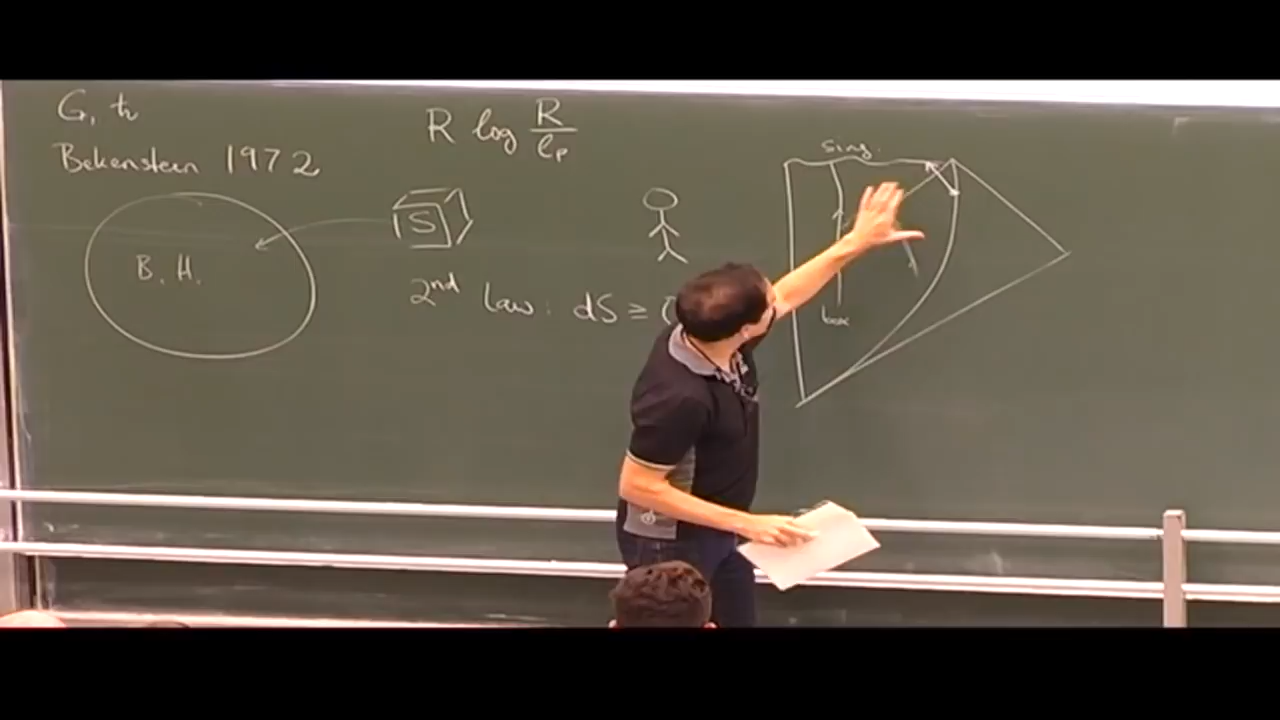 G, ħ
Bekenstein 1972
B.H.
R log R/ℓp
S
2nd Law: dS ≥
Sing.
box